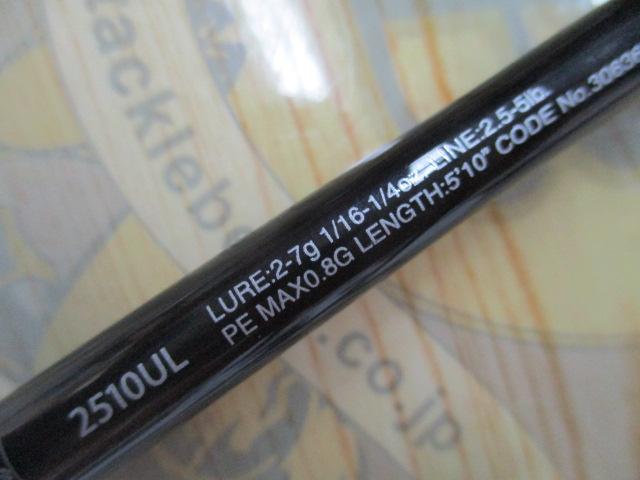 2510UL
LURE:2-7g 1/16-1/4oz. LINE:2.5-5lb.
PE MAX0.8G LENGTH:5'10" CODE No.30636
tacklebe
.co.jp